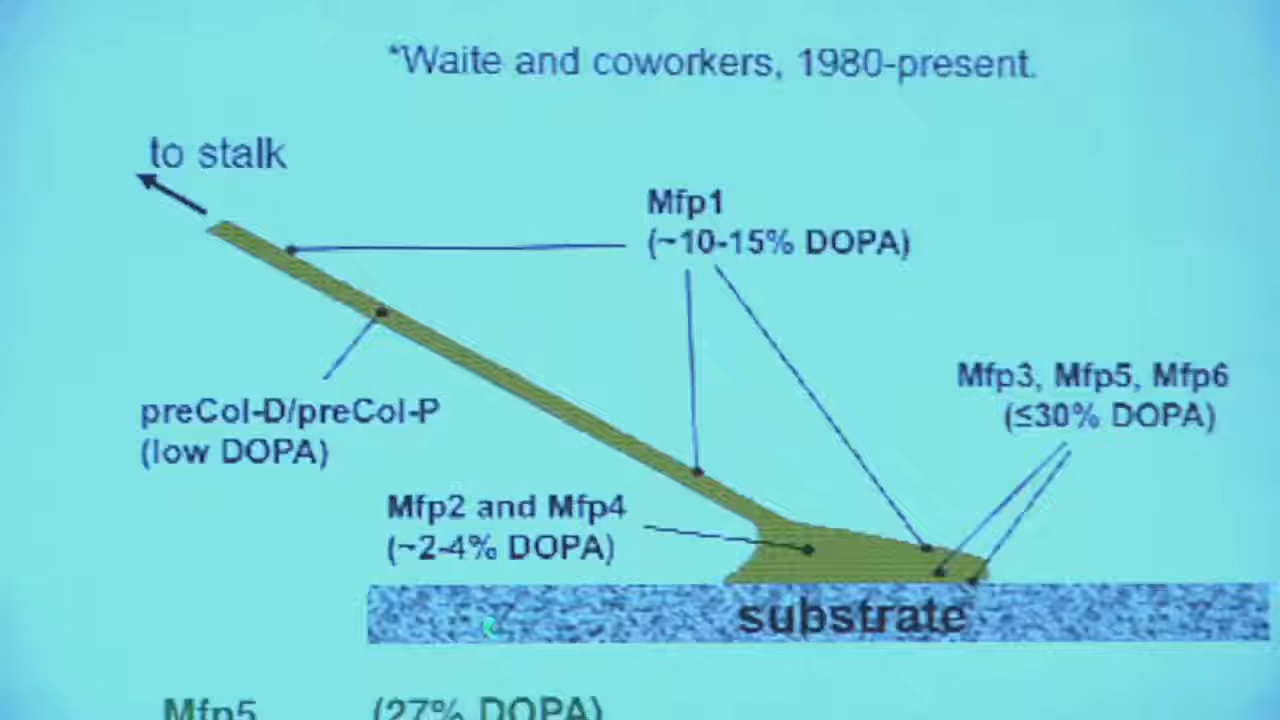 *Waite and coworkers, 1980-present.
to stalk
Mfp1
(~10-15% DOPA)
Mfp3, Mfp5, Mfp6
(≤30% DOPA)
preCol-D/preCol-P
(low DOPA)
Mfp2 and Mfp4
(~2-4% DOPA)
substrate
Mfp5 (27% DOPA)